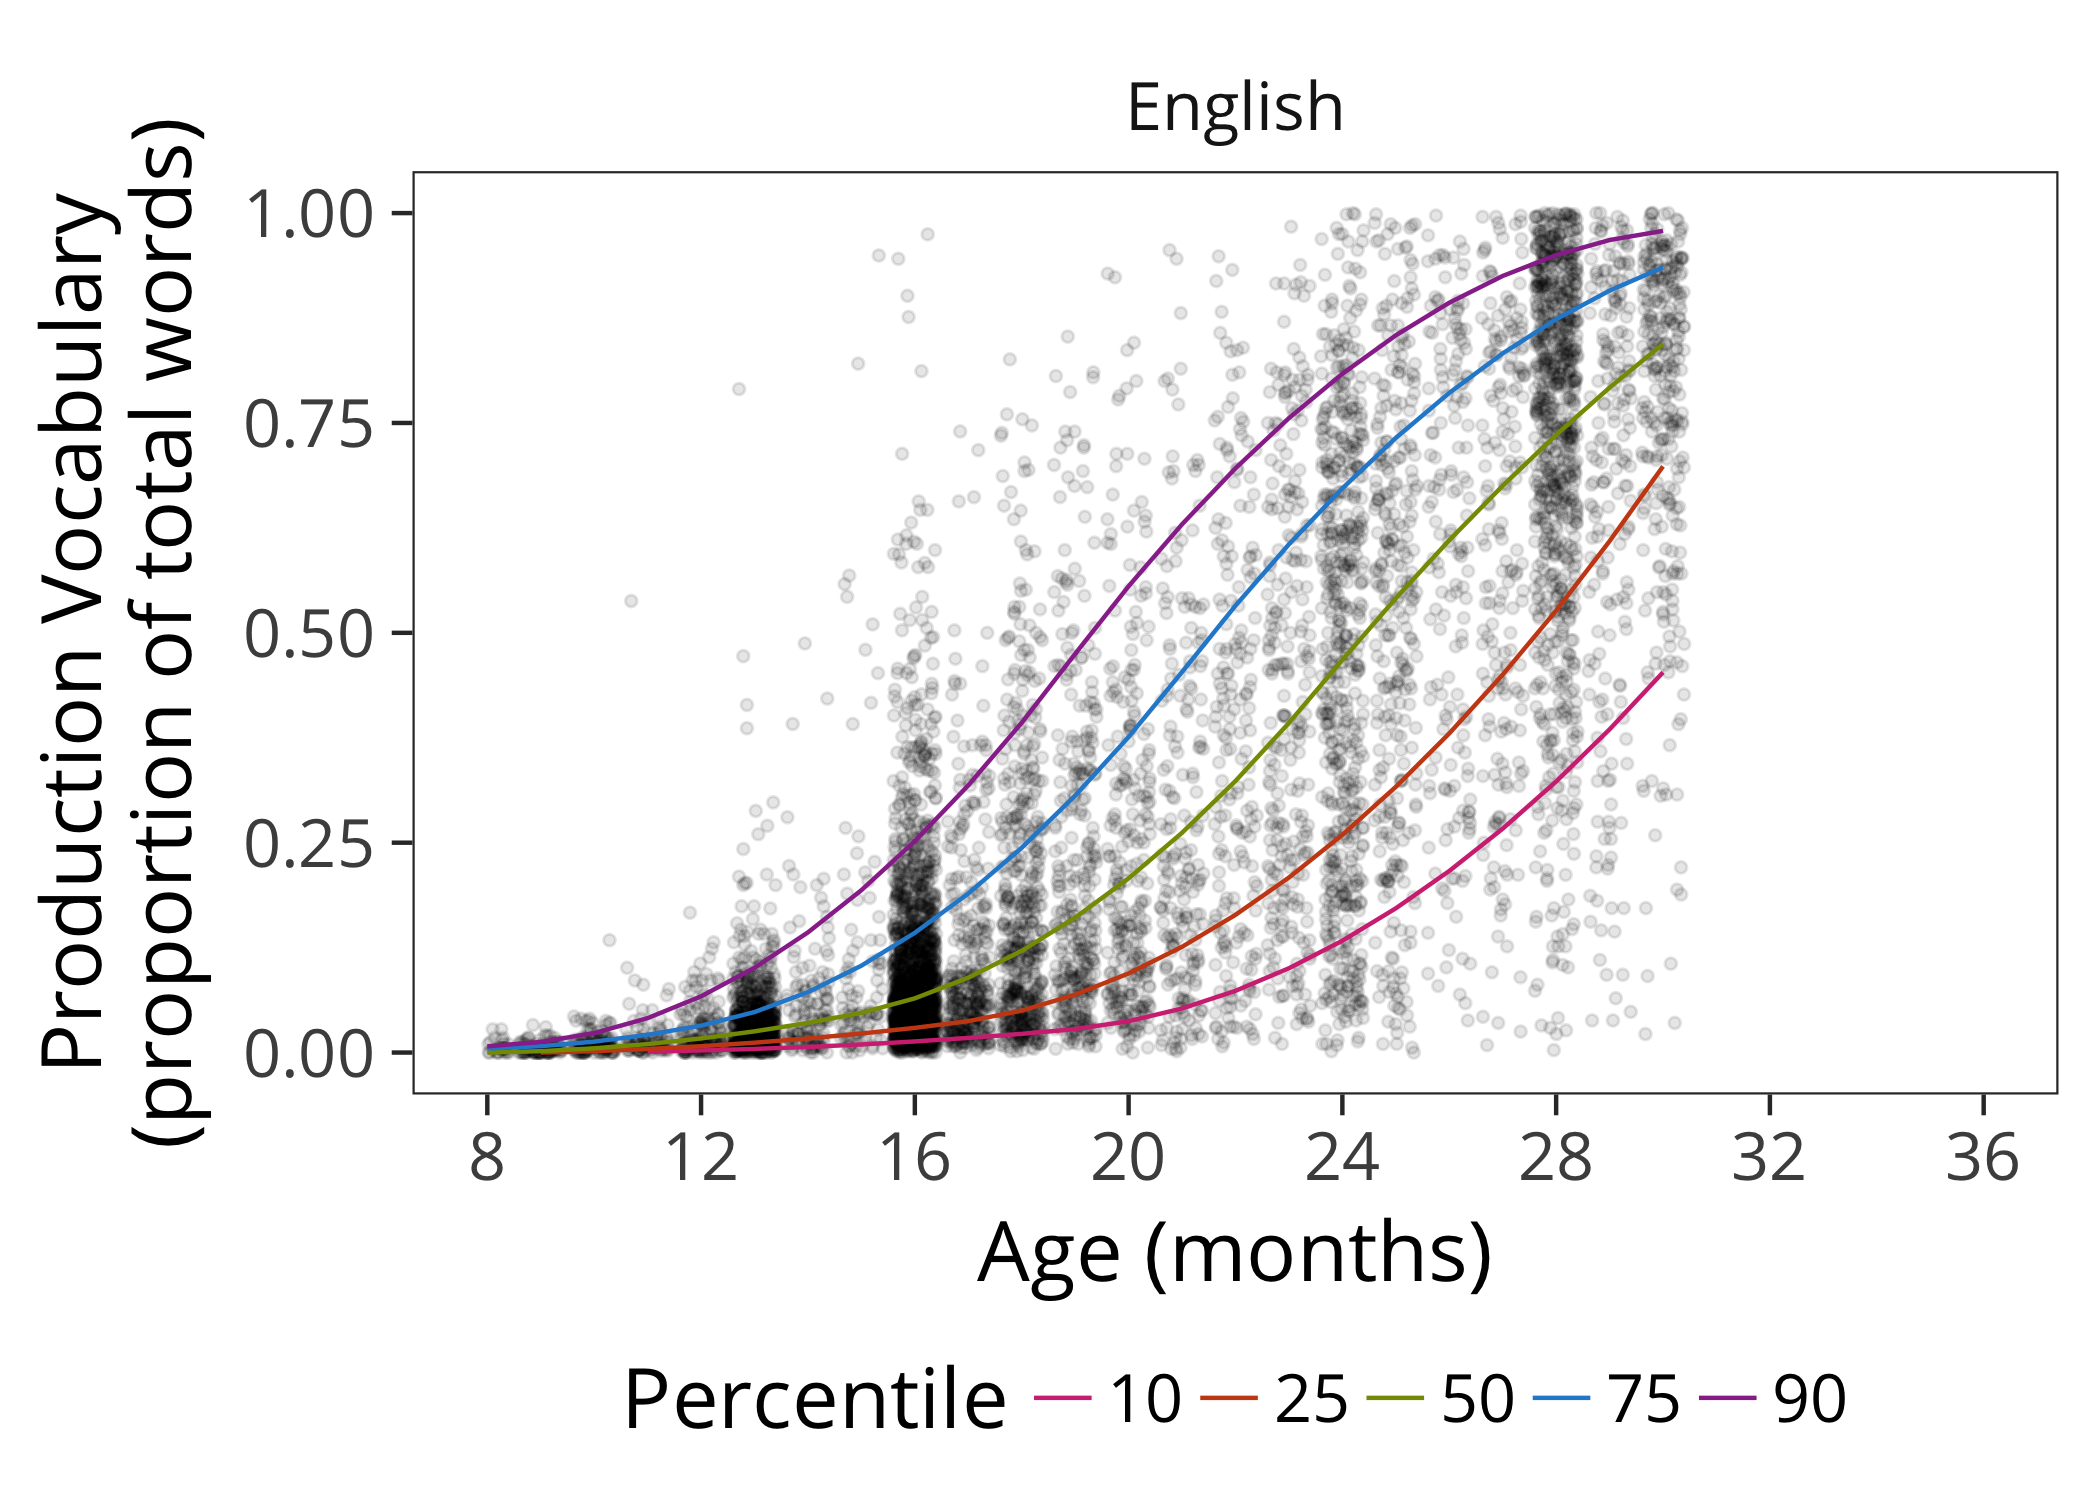 English
Production Vocabulary
(proportion of total words)
1.00
0.75
0.50
0.25
0.00
8 12 16 20 24 28 32 36
Age (months)
Percentile 10 25 50 75 90